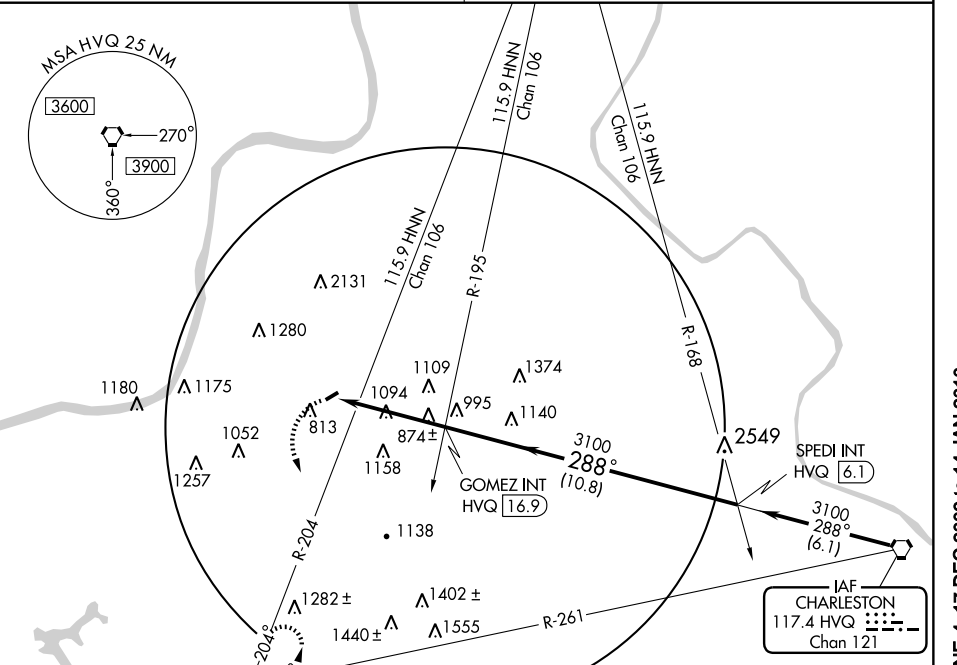 MSA HVQ 25 NM
3600
270°
3900
360°
115.9 HNN
Chan 106
115.9 HNN
Chan 106
115.9 HNN
Chan 106
R-195
R-168
2131
1280
1180
1175
1109
1374
1094
995
1140
813
874±
1052
1158
1257
2549
3100
288°
(10.8)
SPEDI INT
HVQ 6.1
GOMEZ INT
HVQ 16.9
3100
288°
(6.1)
1138
R-204
IAF
CHARLESTON
117.4 HVQ
Chan 121
1282±
1402±
R-261
1440±
1555
204°